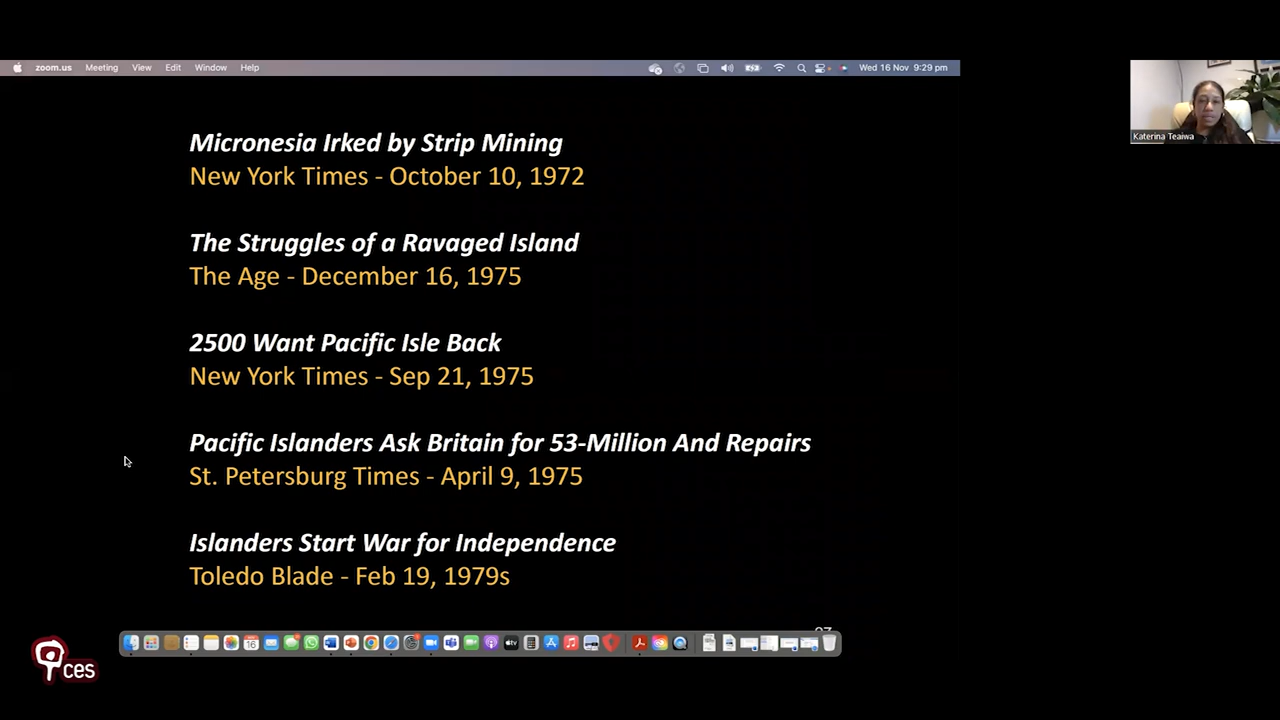 zoom.us Meeting View Edit Window Help Wed 16 Nov 9:29 pm
Katerina Teaiwa
Micronesia Irked by Strip Mining
New York Times - October 10, 1972
The Struggles of a Ravaged Island
The Age - December 16, 1975
2500 Want Pacific Isle Back
New York Times - Sep 21, 1975
Pacific Islanders Ask Britain for 53-Million And Repairs
St. Petersburg Times - April 9, 1975
Islanders Start War for Independence
Toledo Blade - Feb 19, 1979s
ces